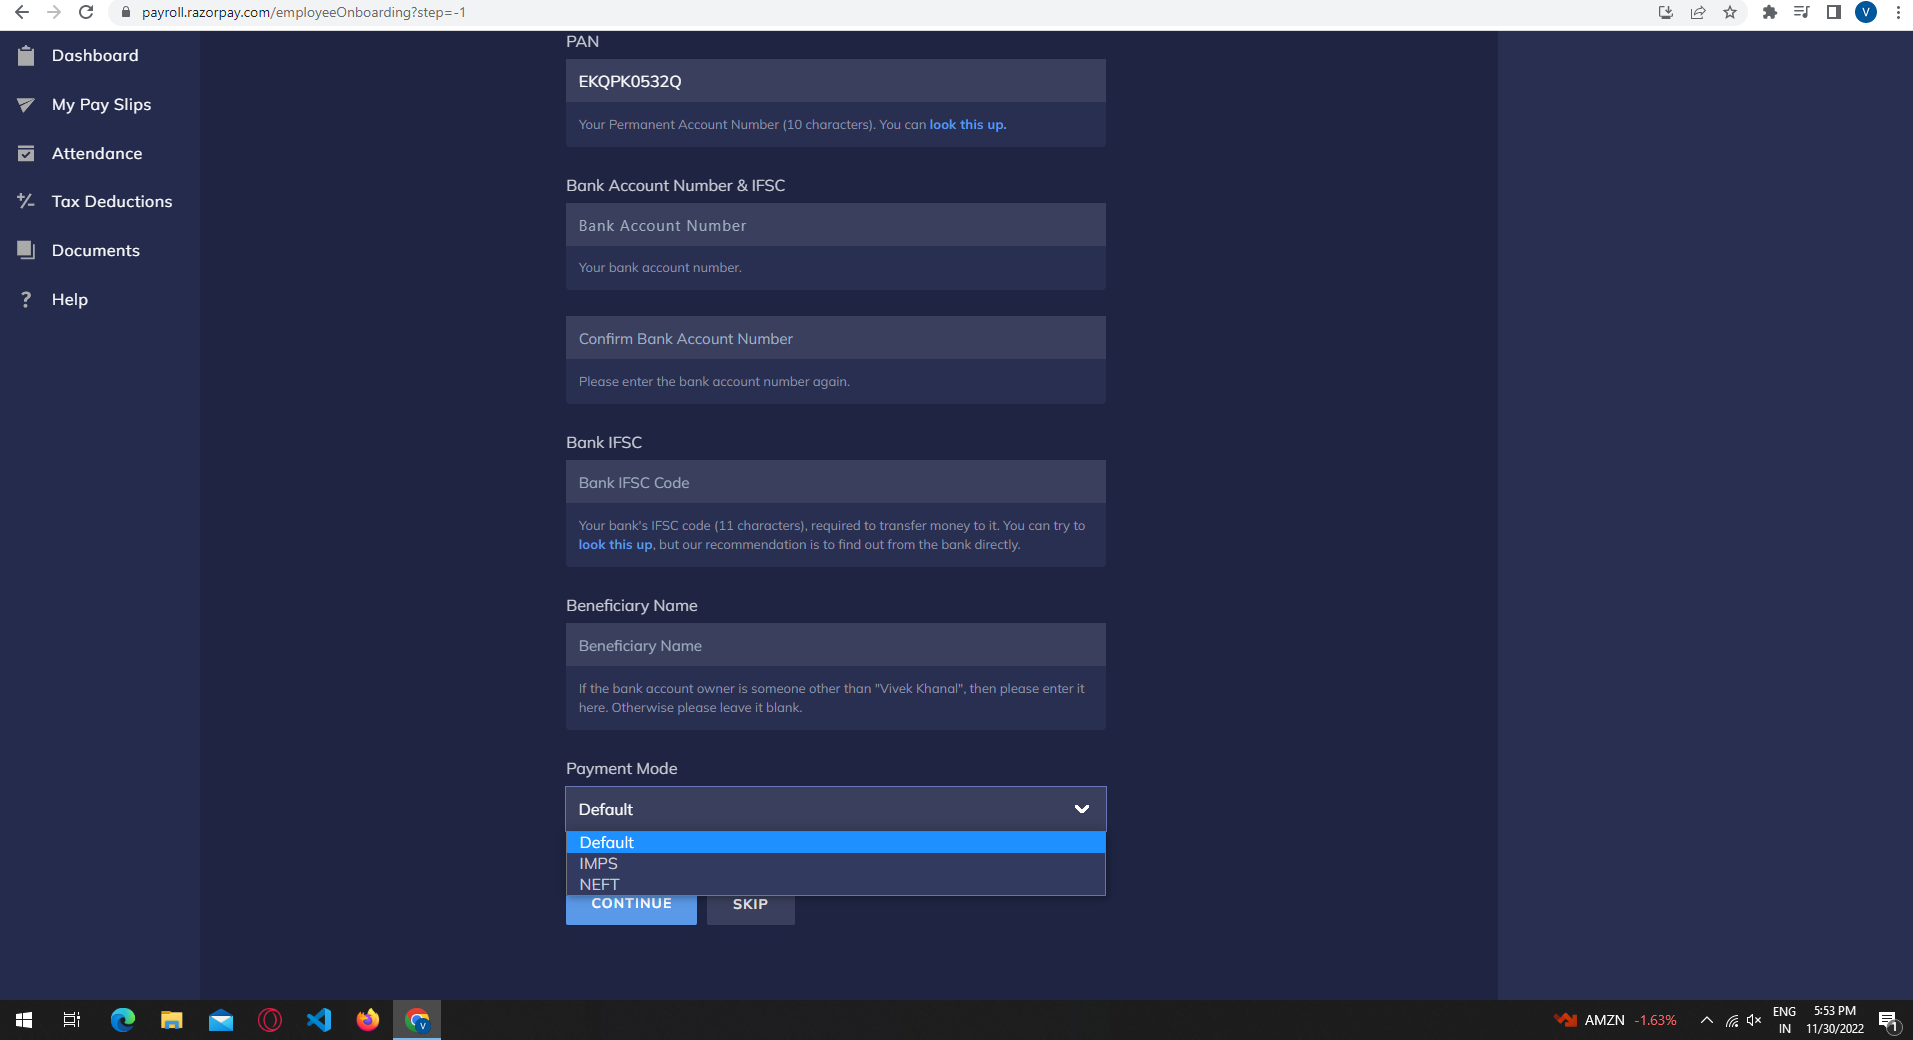 payroll.razorpay.com/employeeOnboarding?step=-1
V
Dashboard
My Pay Slips
Attendance
Tax Deductions
Documents
Help
PAN
EKQPK0532Q
Your Permanent Account Number (10 characters). You can look this up.
Bank Account Number & IFSC
Bank Account Number
Your bank account number.
Confirm Bank Account Number
Please enter the bank account number again.
Bank IFSC
Bank IFSC Code
Your bank's IFSC code (11 characters), required to transfer money to it. You can try to
look this up, but our recommendation is to find out from the bank directly.
Beneficiary Name
Beneficiary Name
If the bank account owner is someone other than "Vivek Khanal", then please enter it
here. Otherwise please leave it blank.
Payment Mode
Default
Default
IMPS
NEFT
CONTINUE SKIP
V
AMZN -1.63%
ENG
IN
5:53 PM
11/30/2022
1